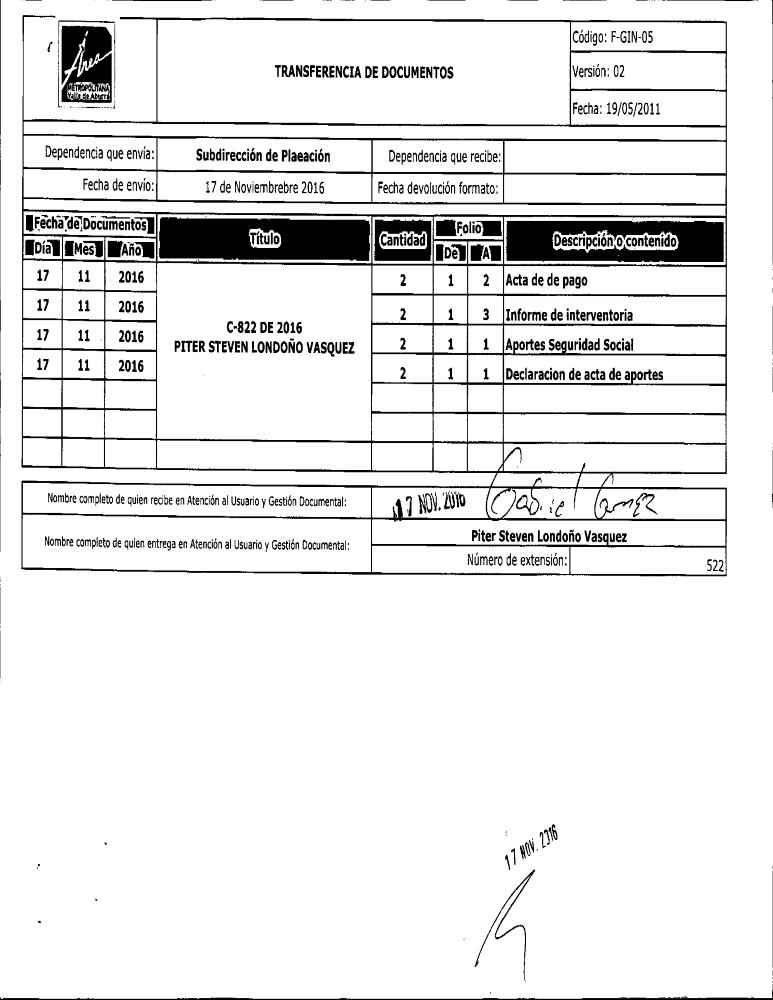 Área
METROPOLITANA
Valle de Aburrá
TRANSFERENCIA DE DOCUMENTOS
Código: F-GIN-05
Versión: 02
Fecha: 19/05/2011
Dependencia que envía: Subdirección de Plaeación Dependencia que recibe:
Fecha de envío: 17 de Noviembrebre 2016 Fecha devolución formato:
Fecha de Documentos Título Cantidad Folio Descripción o contenido
Día Mes Año De A
17 11 2016 2 1 2 Acta de de pago
17 11 2016 2 1 3 Informe de interventoria
C-822 DE 2016
PITER STEVEN LONDOÑO VASQUEZ
17 11 2016 2 1 1 Aportes Seguridad Social
17 11 2016 2 1 1 Declaracion de acta de aportes
Nombre completo de quien recibe en Atención al Usuario y Gestión Documental: 17 NOV. 2016 Gabriel Gomez
Nombre completo de quien entrega en Atención al Usuario y Gestión Documental: Piter Steven Londoño Vasquez
Número de extensión: 522
17 NOV. 2016